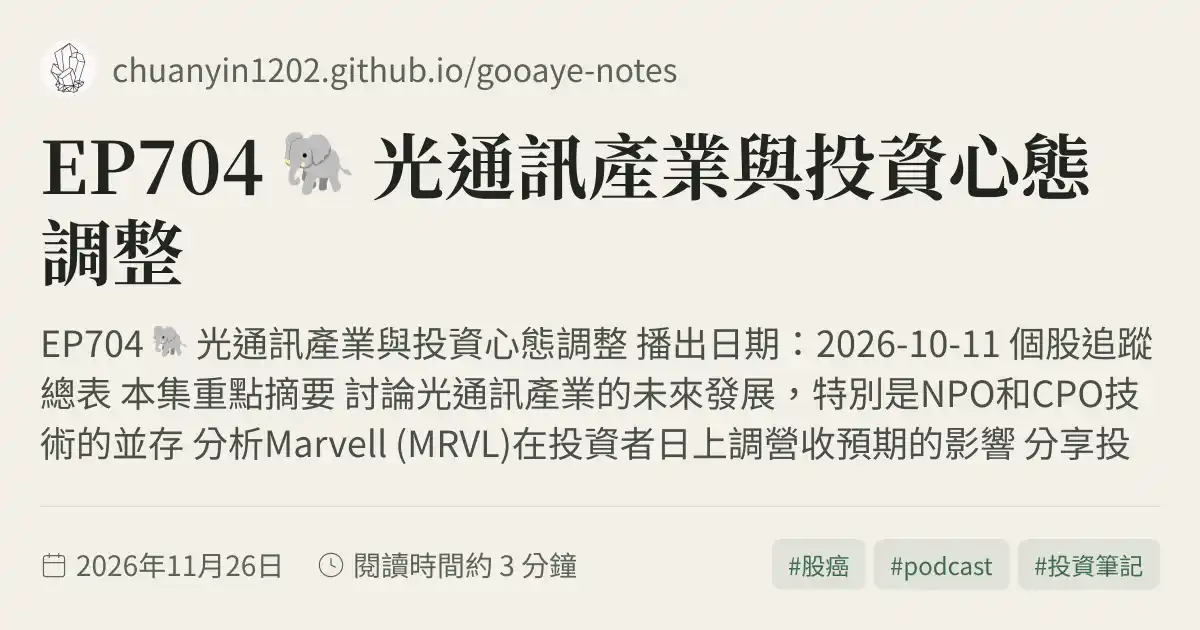 chuanyin1202.github.io/gooaye-notes
EP704 🐘 光通訊產業與投資心態
調整
EP704 🐘 光通訊產業與投資心態調整 播出日期：2026-10-11 個股追蹤
總表 本集重點摘要 討論光通訊產業的未來發展，特別是NPO和CPO技
術的並存 分析Marvell (MRVL)在投資者日上調營收預期的影響 分享投
2026年11月26日 閱讀時間約 3 分鐘 #股癌 #podcast #投資筆記